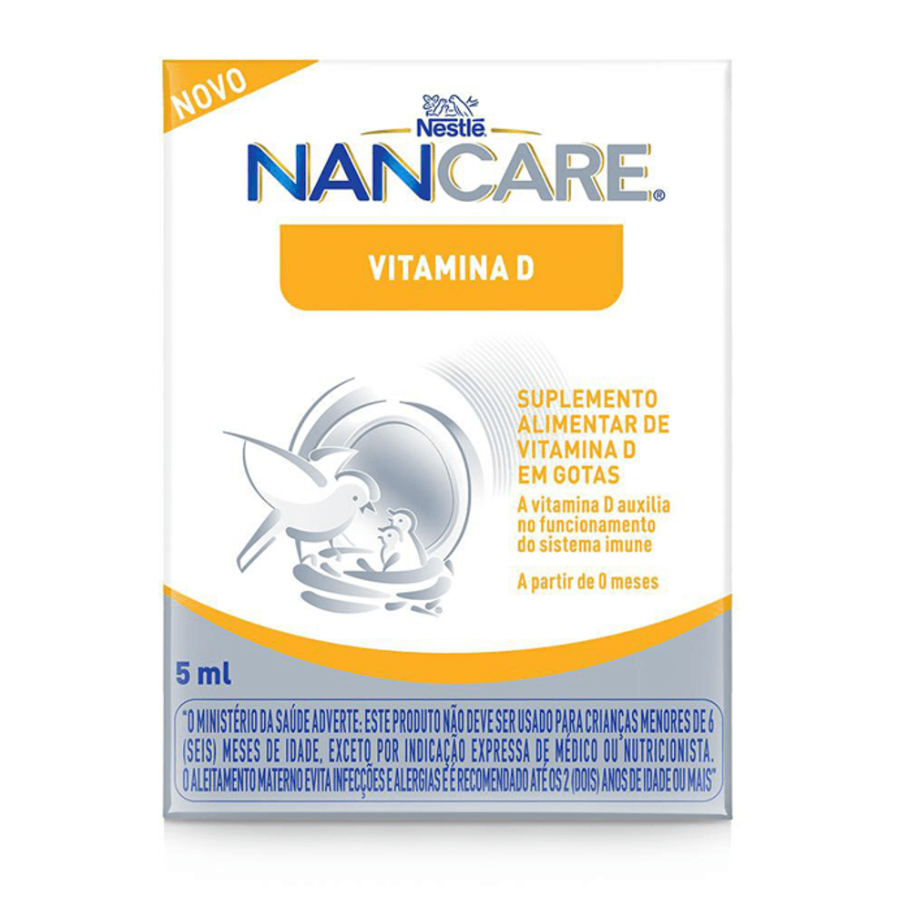 NOVO
Nestlé
NANCARE®
VITAMINA D
SUPLEMENTO
ALIMENTAR DE
VITAMINA D
EM GOTAS
A vitamina D auxilia
no funcionamento
do sistema imune
A partir de 0 meses
5 ml
"O MINISTÉRIO DA SAÚDE ADVERTE: ESTE PRODUTO NÃO DEVE SER USADO PARA CRIANÇAS MENORES DE 6
(SEIS) MESES DE IDADE, EXCETO POR INDICAÇÃO EXPRESSA DE MÉDICO OU NUTRICIONISTA.
O ALEITAMENTO MATERNO EVITA INFECÇÕES E ALERGIAS E É RECOMENDADO ATÉ OS 2 (DOIS) ANOS DE IDADE OU MAIS"